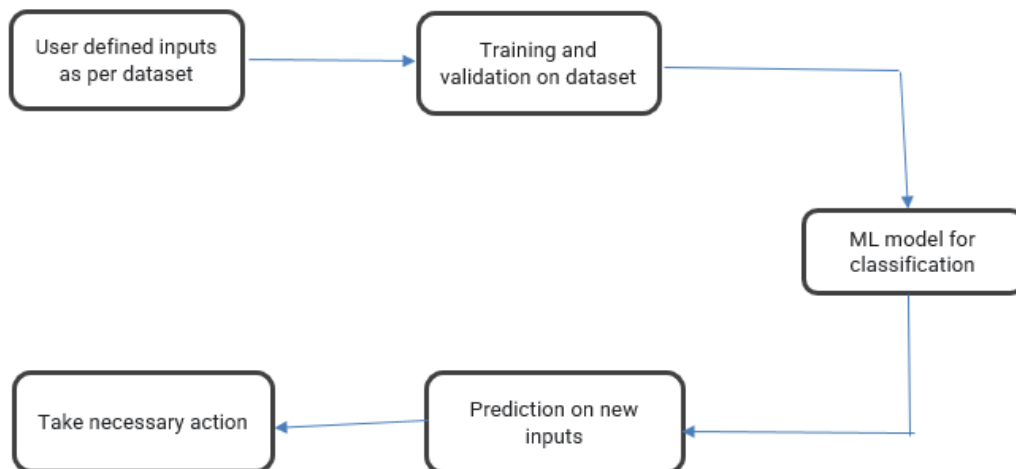 User defined inputs
as per dataset
Training and
validation on dataset
ML model for
classification
Prediction on new
inputs
Take necessary action